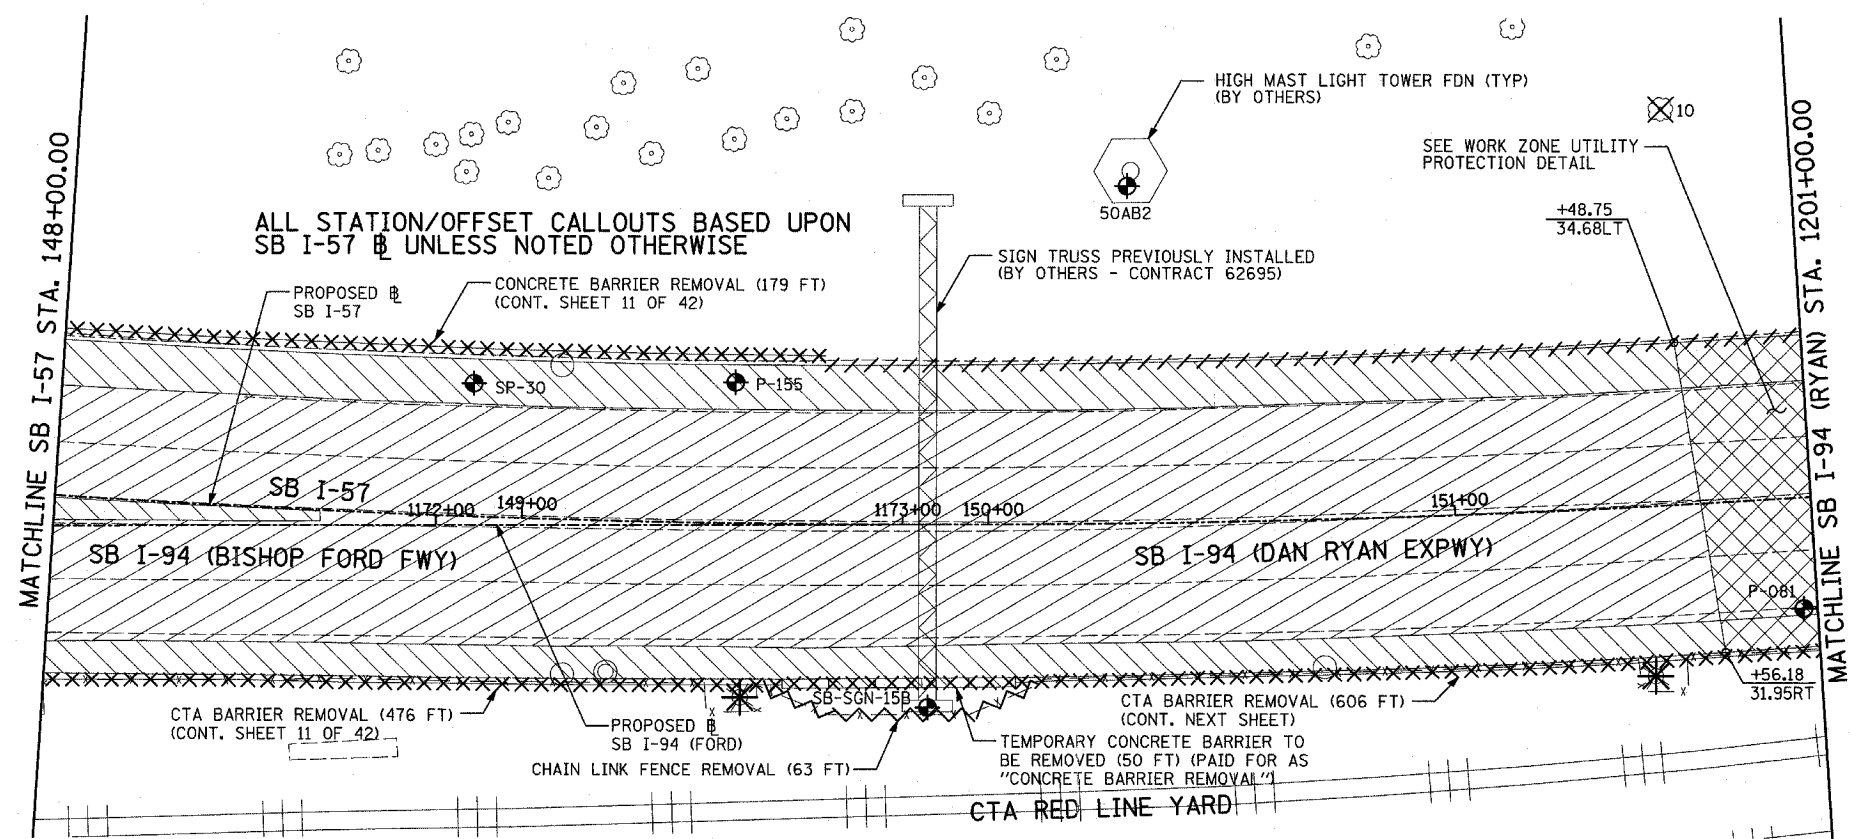 HIGH MAST LIGHT TOWER FDN (TYP)
(BY OTHERS)
10
SEE WORK ZONE UTILITY
PROTECTION DETAIL
50AB2
+48.75
34.68LT
ALL STATION/OFFSET CALLOUTS BASED UPON
SB I-57 ℄ UNLESS NOTED OTHERWISE
SIGN TRUSS PREVIOUSLY INSTALLED
(BY OTHERS - CONTRACT 62695)
CONCRETE BARRIER REMOVAL (179 FT)
(CONT. SHEET 11 OF 42)
PROPOSED ℄
SB I-57
MATCHLINE SB I-57 STA. 148+00.00
MATCHLINE SB I-94 (RYAN) STA. 1201+00.00
SP-30
P-155
SB I-57
1172+00
149+00
1173+00
150+00
151+00
SB I-94 (BISHOP FORD FWY)
SB I-94 (DAN RYAN EXPWY)
P-081
+56.18
31.95RT
SB-SGN-15B
CTA BARRIER REMOVAL (476 FT)
(CONT. SHEET 11 OF 42)
PROPOSED ℄
SB I-94 (FORD)
CHAIN LINK FENCE REMOVAL (63 FT)
CTA BARRIER REMOVAL (606 FT)
(CONT. NEXT SHEET)
TEMPORARY CONCRETE BARRIER TO
BE REMOVED (50 FT) (PAID FOR AS
"CONCRETE BARRIER REMOVAL")
CTA RED LINE YARD